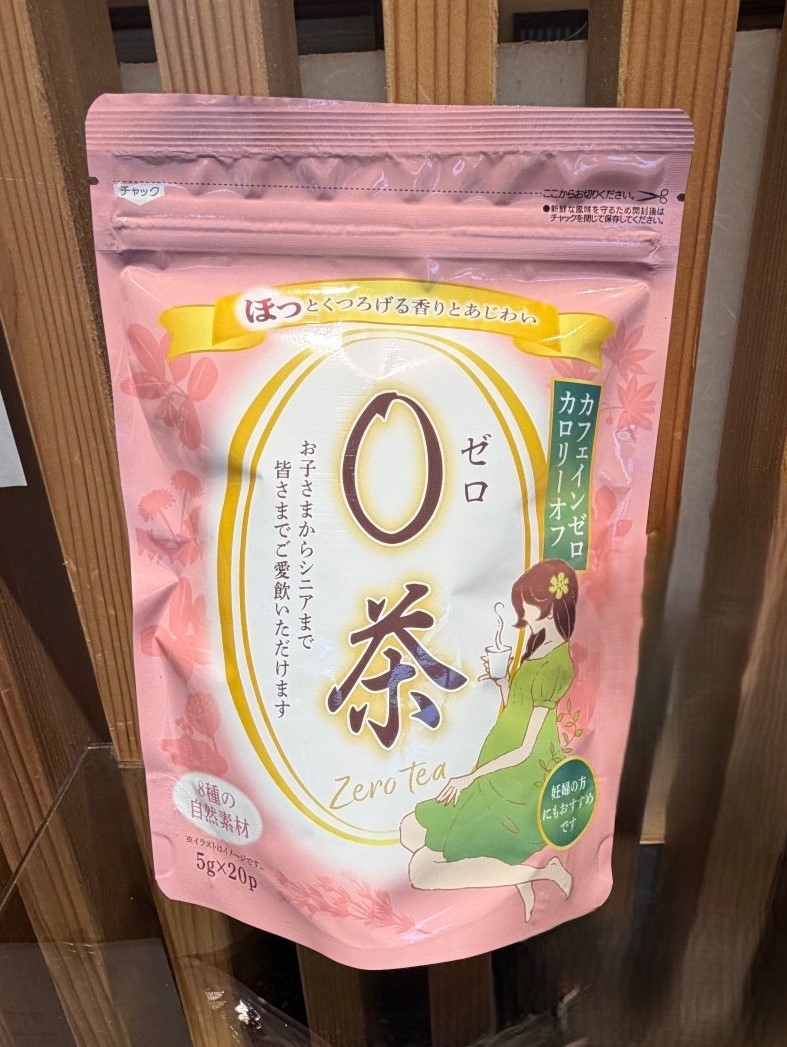 チャック
ここからお切りください。
●新鮮な風味を守るため開封後は
チャックを閉じて保存してください。
ほっとくつろげる香りとあじわい
カフェインゼロ
カロリーオフ
ゼロ
0茶
お子さまからシニアまで
皆さまでご愛飲いただけます
Zero Tea
妊婦の方
にもおすすめ
です
8種の
自然素材
※イラストはイメージです。
5g×20p